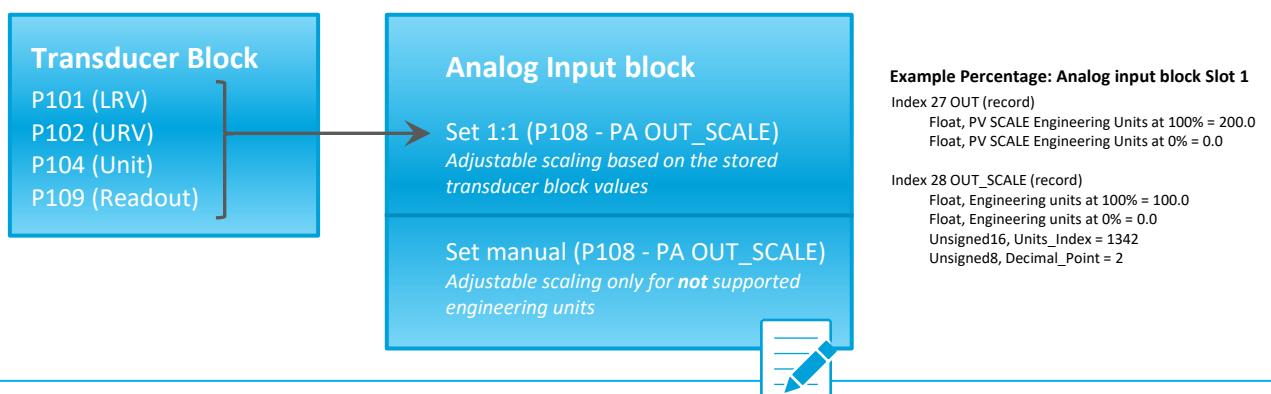 Transducer Block
P101 (LRV)
P102 (URV)
P104 (Unit)
P109 (Readout)
Analog Input block
Set 1:1 (P108 - PA OUT_SCALE)
Adjustable scaling based on the stored
transducer block values
Set manual (P108 - PA OUT_SCALE)
Adjustable scaling only for not supported
engineering units
Example Percentage: Analog input block Slot 1
Index 27 OUT (record)
Float, PV SCALE Engineering Units at 100% = 200.0
Float, PV SCALE Engineering Units at 0% = 0.0
Index 28 OUT_SCALE (record)
Float, Engineering units at 100% = 100.0
Float, Engineering units at 0% = 0.0
Unsigned16, Units_Index = 1342
Unsigned8, Decimal_Point = 2